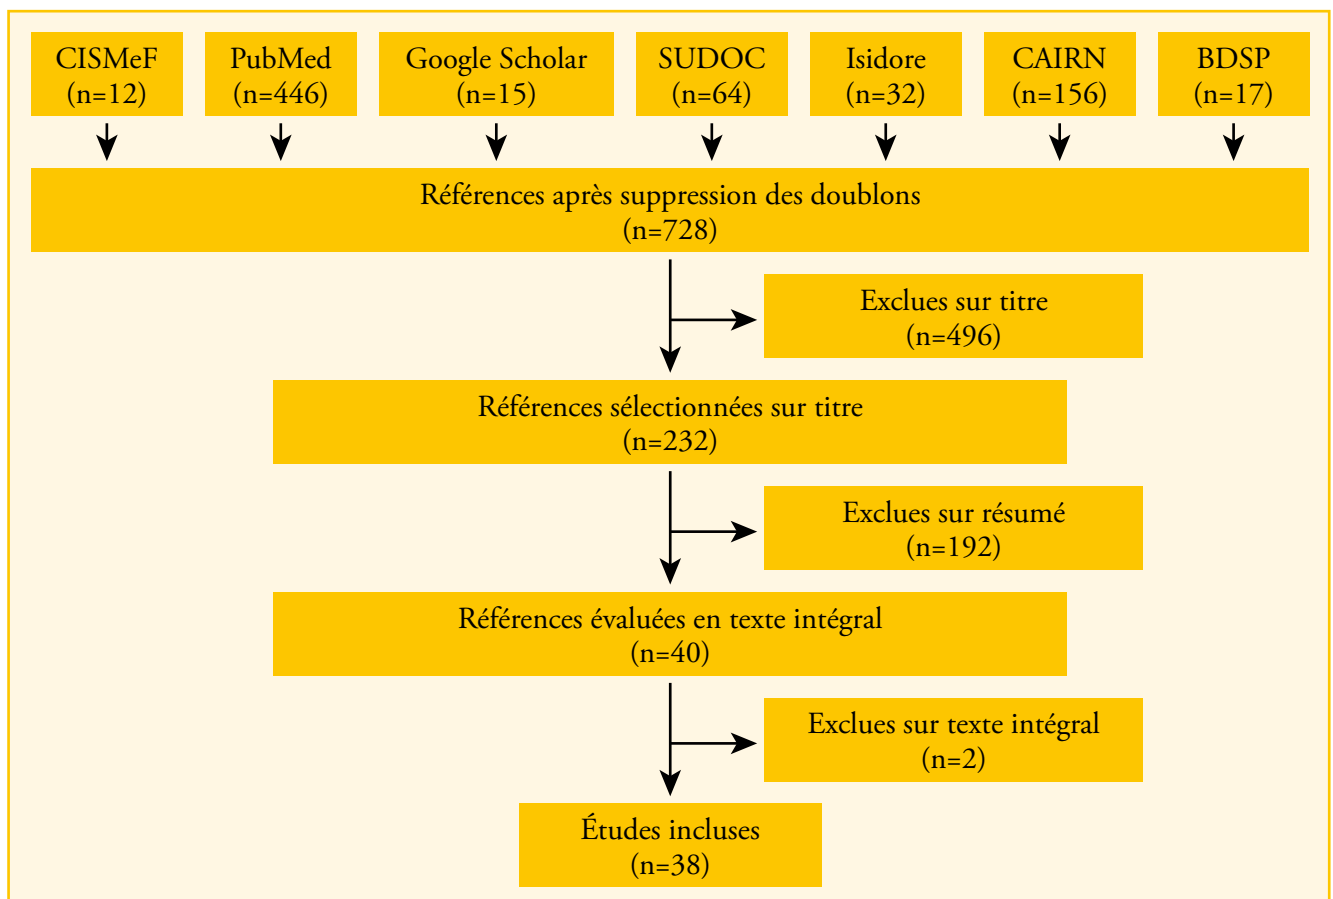 CISMeF
(n=12)
PubMed
(n=446)
Google Scholar
(n=15)
SUDOC
(n=64)
Isidore
(n=32)
CAIRN
(n=156)
BDSP
(n=17)
Références après suppression des doublons
(n=728)
Exclues sur titre
(n=496)
Références sélectionnées sur titre
(n=232)
Exclues sur résumé
(n=192)
Références évaluées en texte intégral
(n=40)
Exclues sur texte intégral
(n=2)
Études incluses
(n=38)